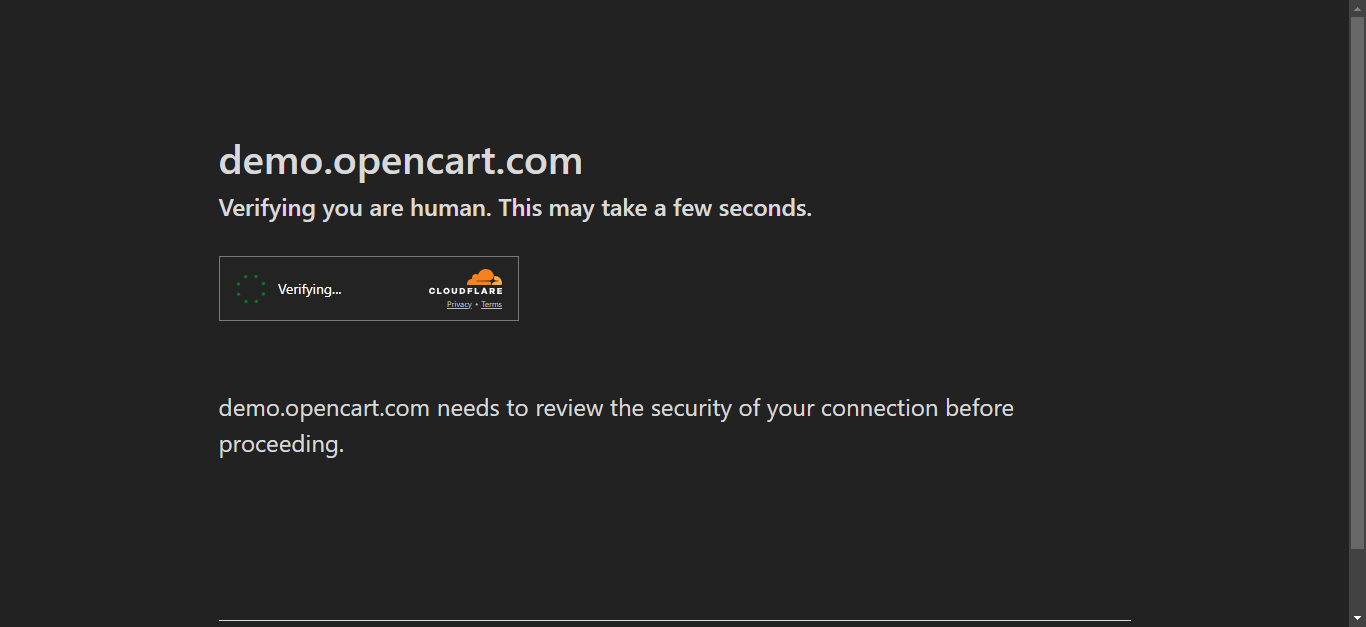 demo.opencart.com
Verifying you are human. This may take a few seconds.
Verifying...
CLOUDFLARE
Privacy • Terms
demo.opencart.com needs to review the security of your connection before
proceeding.